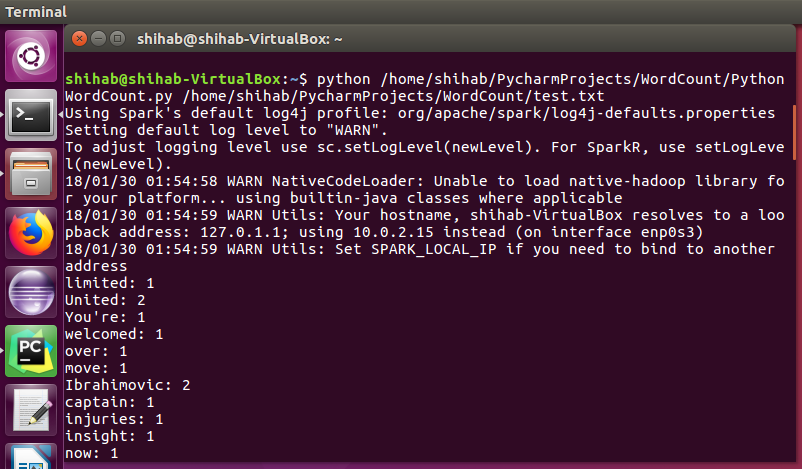 Terminal
shihab@shihab-VirtualBox: ~
shihab@shihab-VirtualBox:~$ python /home/shihab/PycharmProjects/WordCount/Python
WordCount.py /home/shihab/PycharmProjects/WordCount/test.txt
Using Spark's default log4j profile: org/apache/spark/log4j-defaults.properties
Setting default log level to "WARN".
To adjust logging level use sc.setLogLevel(newLevel). For SparkR, use setLogLeve
l(newLevel).
18/01/30 01:54:58 WARN NativeCodeLoader: Unable to load native-hadoop library fo
r your platform... using builtin-java classes where applicable
18/01/30 01:54:59 WARN Utils: Your hostname, shihab-VirtualBox resolves to a loo
pback address: 127.0.1.1; using 10.0.2.15 instead (on interface enp0s3)
18/01/30 01:54:59 WARN Utils: Set SPARK_LOCAL_IP if you need to bind to another
address
limited: 1
United: 2
You're: 1
welcomed: 1
over: 1
move: 1
Ibrahimovic: 2
captain: 1
injuries: 1
insight: 1
now: 1
PC